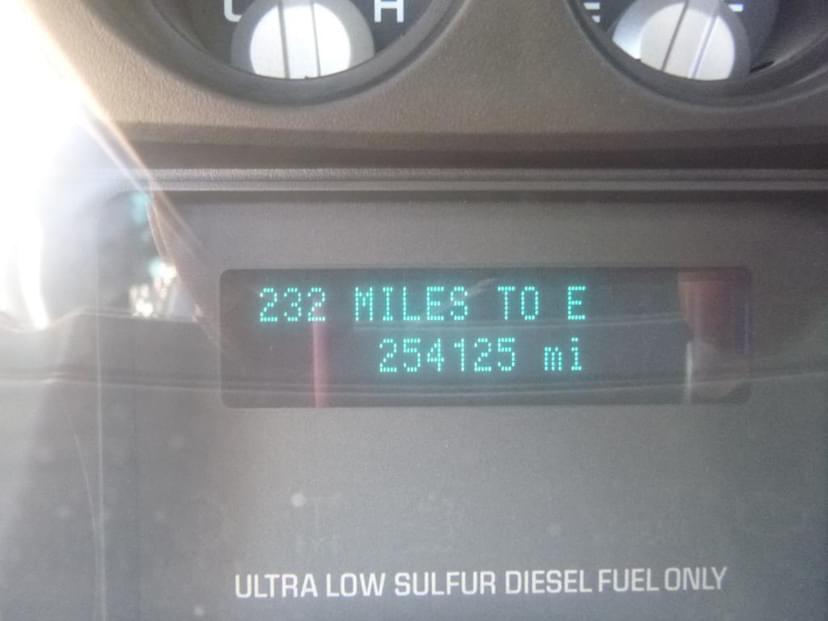 C H E F
232 MILES TO E
254125 mi
ULTRA LOW SULFUR DIESEL FUEL ONLY